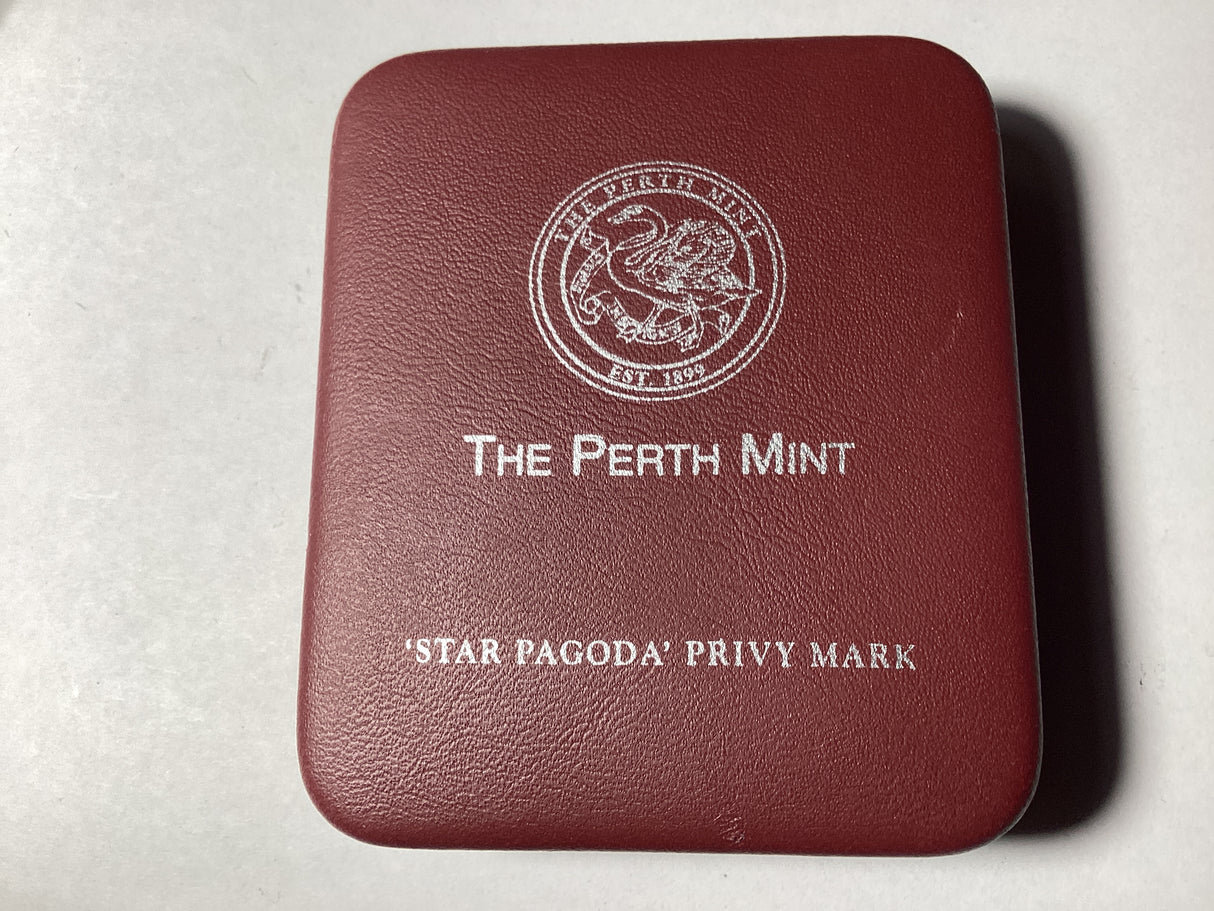 THE PERTH MINT
EST. 1899
THE PERTH MINT
‘STAR PAGODA’ PRIVY MARK